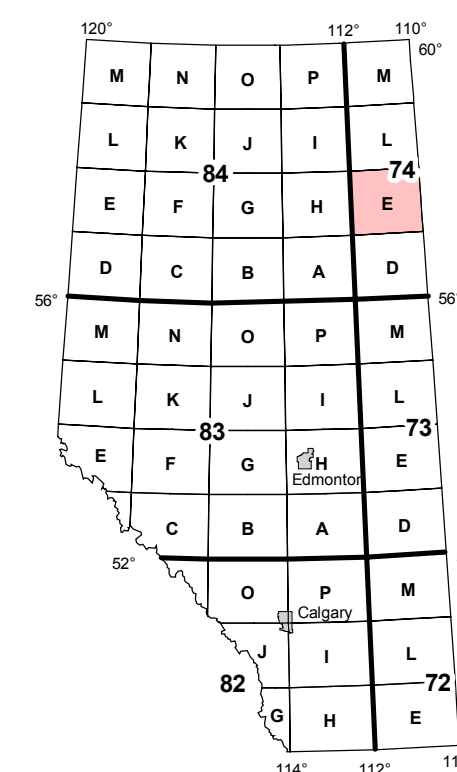 120° 112° 110°
60°
M N O P M
L K J I L
84 74
E F G H E
D C B A D
56° 56°
M N O P M
L K J I L
83 73
E F G H E
Edmonton
C B A D
52°
O P M
Calgary
J I L
82 72
G H E
114° 112° 11